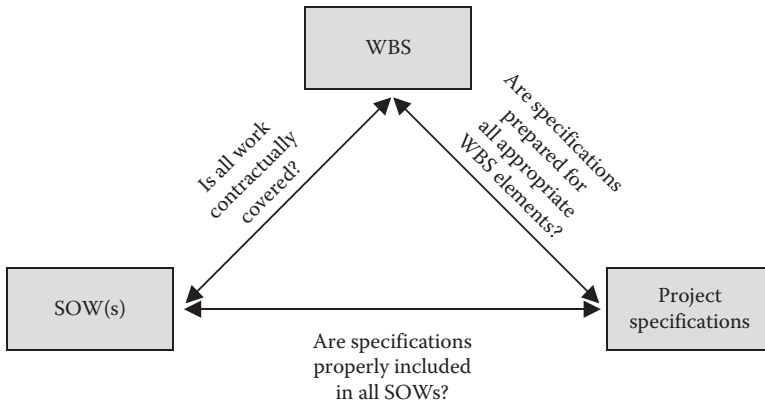 WBS
Is all work
contractually
covered?
Are specifications
prepared for
all appropriate
WBS elements?
SOW(s)
Project
specifications
Are specifications
properly included
in all SOWs?